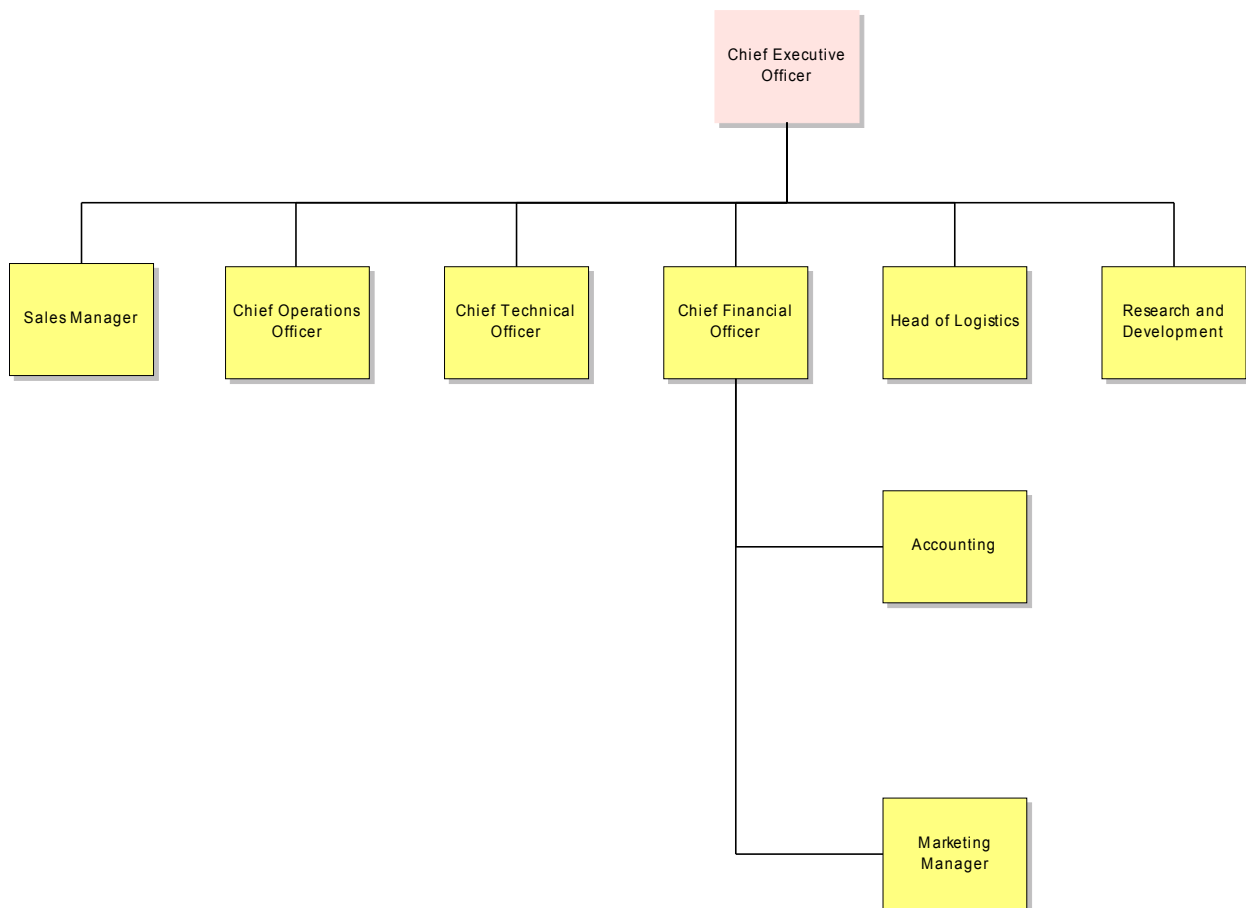 Chief Executive
Officer
Sales Manager
Chief Operations
Officer
Chief Technical
Officer
Chief Financial
Officer
Head of Logistics
Research and
Development
Accounting
Marketing
Manager